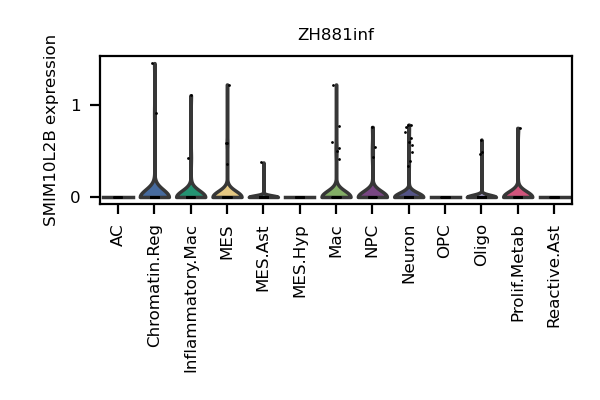 ZH881inf
SMIM10L2B expression
1
0
AC
Chromatin.Reg
Inflammatory.Mac
MES
MES.Ast
MES.Hyp
Mac
NPC
Neuron
OPC
Oligo
Prolif.Metab
Reactive.Ast